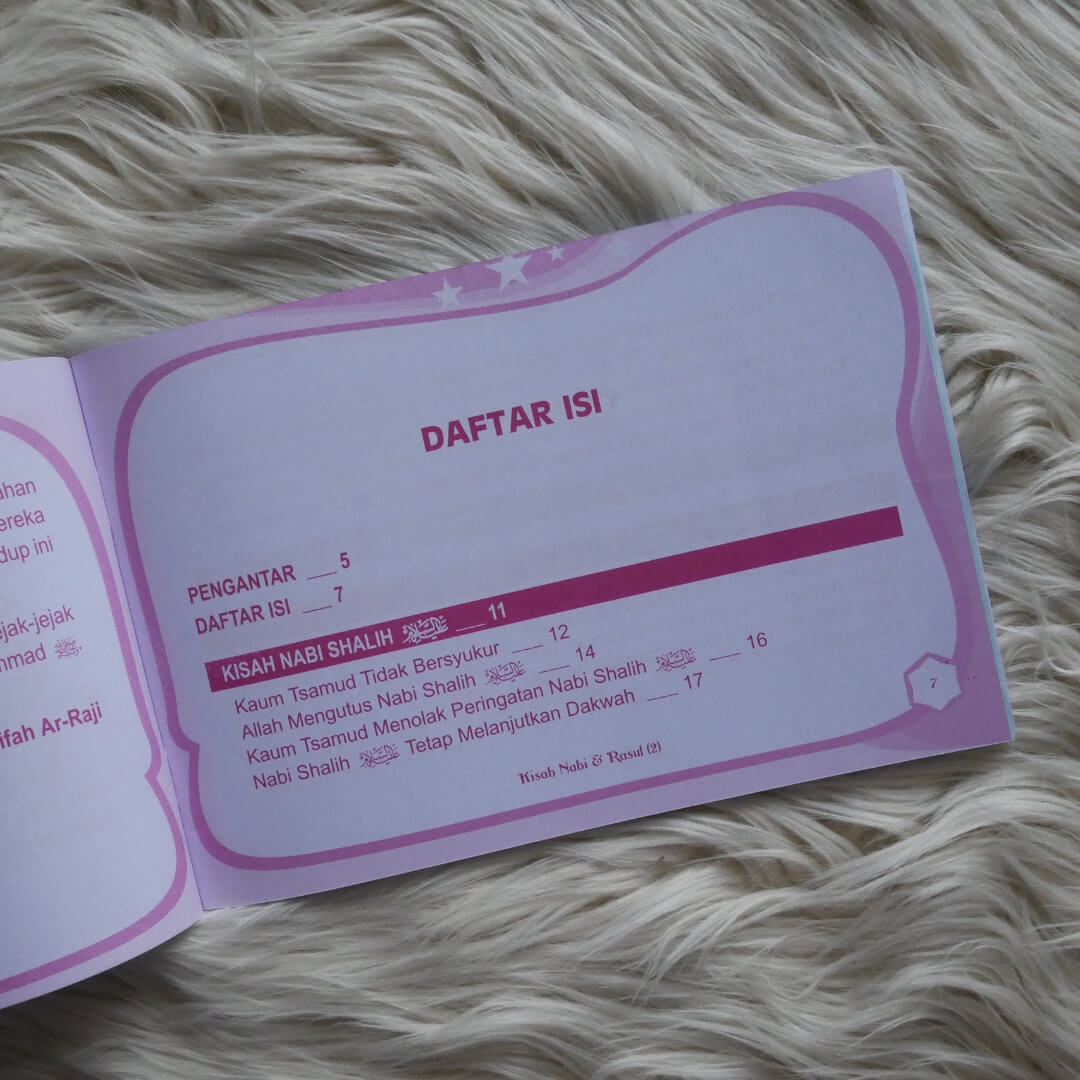 ahan
ereka
dup ini
ejak-jejak
mmad ﷺ.
ifah Ar-Raji
DAFTAR ISI
PENGANTAR ___ 5
DAFTAR ISI ___ 7
KISAH NABI SHALIH عليه السلام ___ 11
Kaum Tsamud Tidak Bersyukur ___ 12
Allah Mengutus Nabi Shalih عليه السلام ___ 14
Kaum Tsamud Menolak Peringatan Nabi Shalih عليه السلام ___ 16
Nabi Shalih عليه السلام Tetap Melanjutkan Dakwah ___ 17
Kisah Nabi & Rasul (2)
7